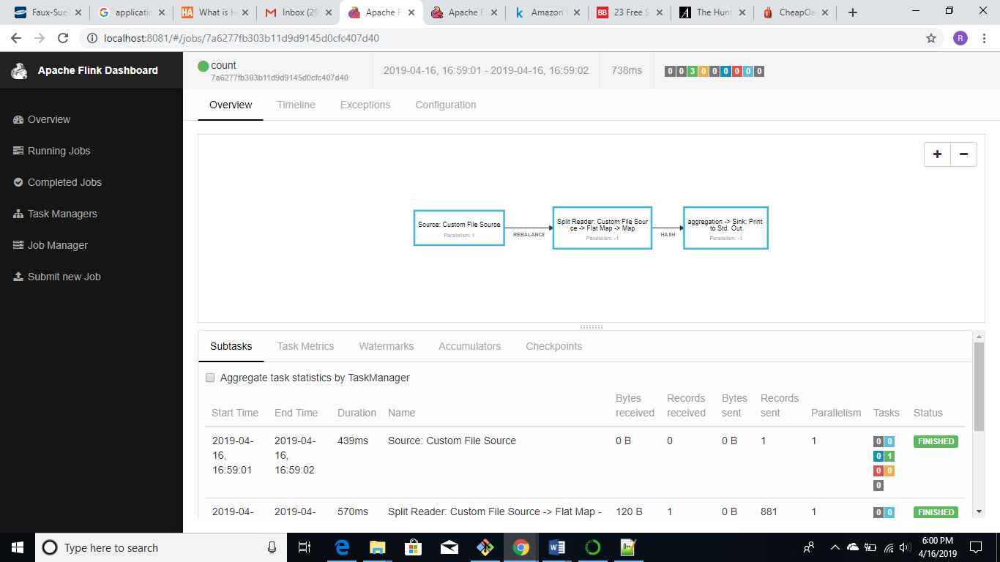 Faux-Sue
applicatio
What is H
Inbox (29
Apache F
Apache F
Amazon
23 Free S
The Hunt
CheapOa
localhost:8081/#/jobs/7a6277fb303b11d9d9145d0cfc407d40
R
Apache Flink Dashboard
count
7a6277fb303b11d9d9145d0cfc407d40
2019-04-16, 16:59:01 - 2019-04-16, 16:59:02
738ms
0 0 3 0 0 0 0 0 0
Overview
Running Jobs
Completed Jobs
Task Managers
Job Manager
Submit new Job
Overview Timeline Exceptions Configuration
+ −
Source: Custom File Source
Parallelism: 1
REBALANCE
Split Reader: Custom File Sour
ce -> Flat Map -> Map
Parallelism: -1
HASH
aggregation -> Sink: Print
to Std. Out
Parallelism: -1
Subtasks Task Metrics Watermarks Accumulators Checkpoints
Aggregate task statistics by TaskManager
Start Time
End Time
Duration
Name
Bytes
received
Records
received
Bytes
sent
Records
sent
Parallelism
Tasks
Status
2019-04-
16,
16:59:01
2019-04-
16,
16:59:02
439ms
Source: Custom File Source
0 B
0
0 B
1
1
0 0
0 1
0 0
0
FINISHED
2019-04-
2019-04-
570ms
Split Reader: Custom File Source -> Flat Map -
120 B
1
0 B
881
1
0 0
FINISHED
Type here to search
6:00 PM
4/16/2019